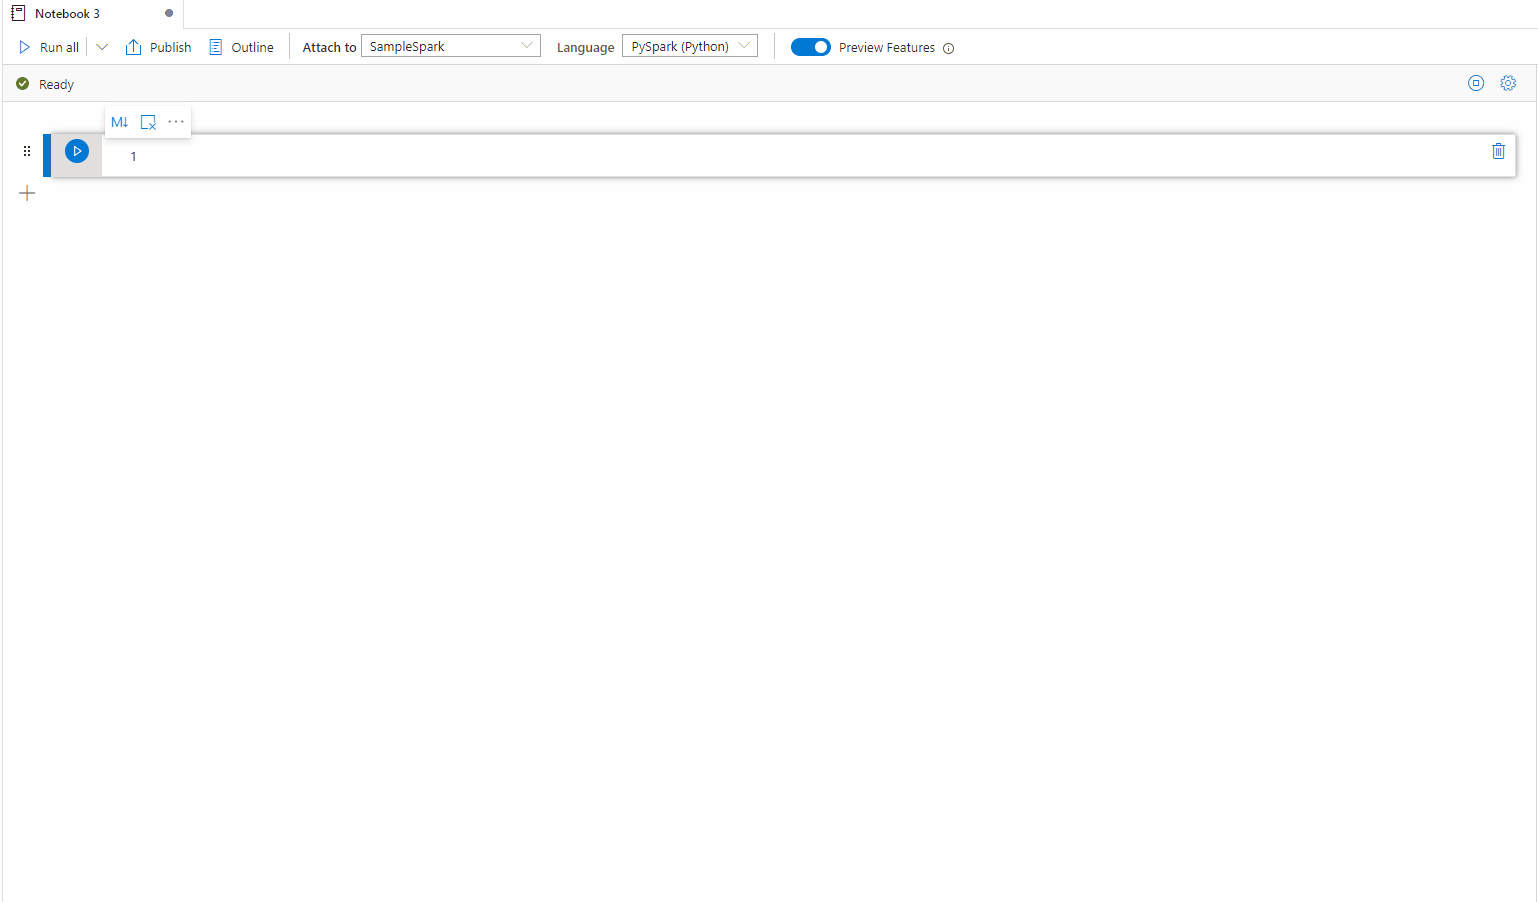 Notebook 3
Run all Publish Outline Attach to SampleSpark Language PySpark (Python) Preview Features
Ready
M↓ ···
1